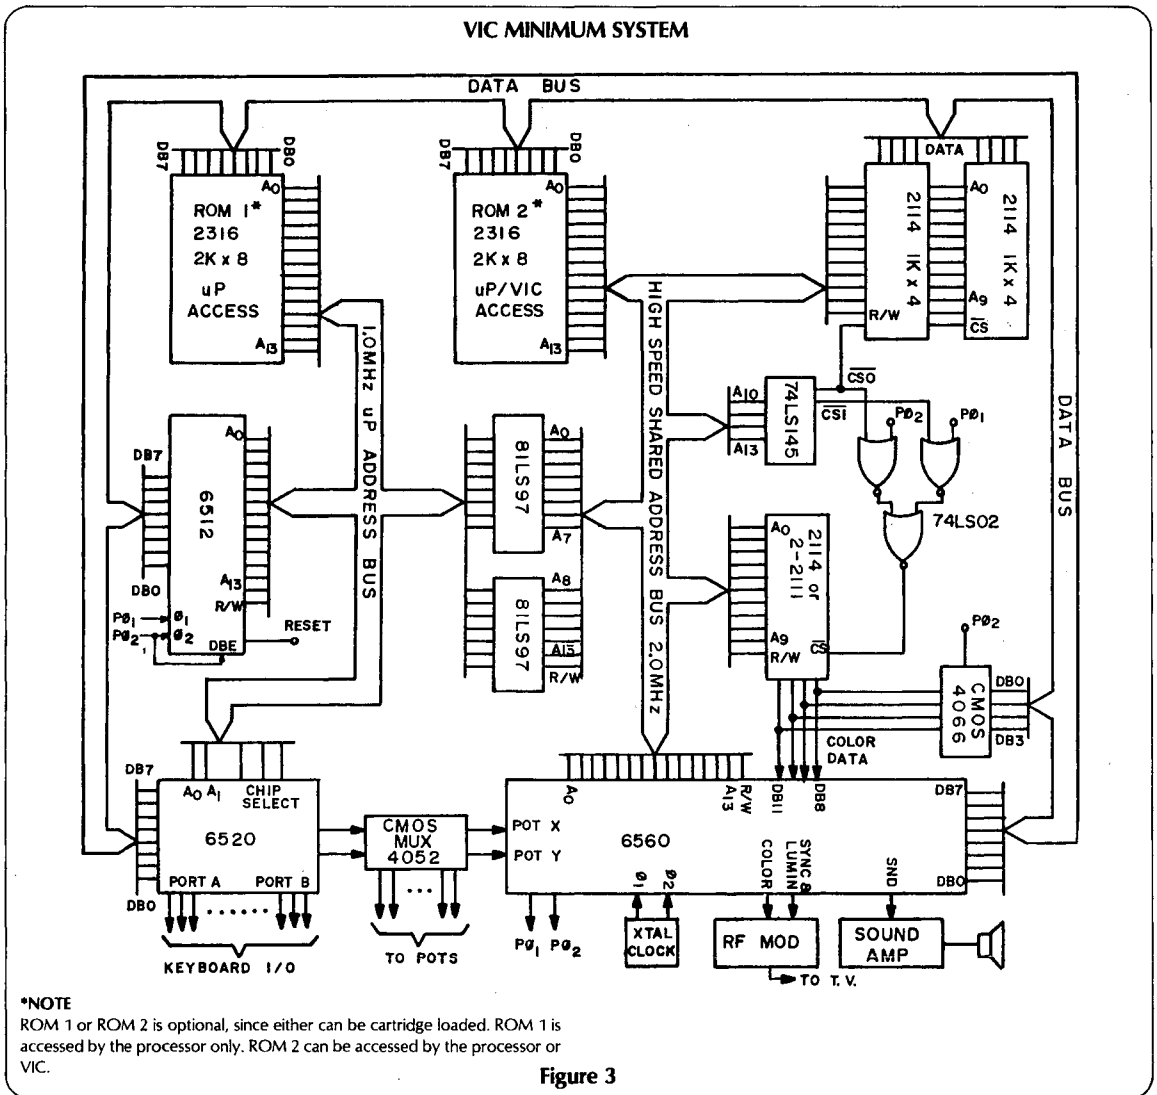 VIC MINIMUM SYSTEM
DATA BUS
DB7
DB0
DB7
DB0
DATA
A0
ROM 1*
2316
2K x 8
uP
ACCESS
A13
A0
ROM 2*
2316
2K x 8
uP/VIC
ACCESS
A13
2114 1K x 4
R/W
A0
2114 1K x 4
A9
CS
1.0MHz uP ADDRESS BUS
HIGH SPEED SHARED ADDRESS BUS 2.0MHz
DATA BUS
A10
A13
74LS145
CS0
CS1
PØ2
PØ1
74LS02
DB7
DB0
A0
6512
A13
R/W
PØ1
Ø1
PØ2
Ø2
DBE
RESET
81LS97
A0
A7
81LS97
A8
A13
R/W
A0
2114 or
2-2111
A9
R/W
CS
PØ2
CMOS
4066
DB0
DB3
COLOR
DATA
DB7
DB0
A0 A1
CHIP
SELECT
6520
PORT A
PORT B
KEYBOARD I/O
CMOS
MUX
4052
TO POTS
A0
A13
R/W
DB11
DB8
DB7
DB0
POT X
POT Y
6560
Ø1
Ø2
COLOR
SYNC &
LUMIN
SND
PØ1 PØ2
XTAL
CLOCK
RF MOD
TO T.V.
SOUND
AMP
*NOTE
ROM 1 or ROM 2 is optional, since either can be cartridge loaded. ROM 1 is
accessed by the processor only. ROM 2 can be accessed by the processor or
VIC.
Figure 3